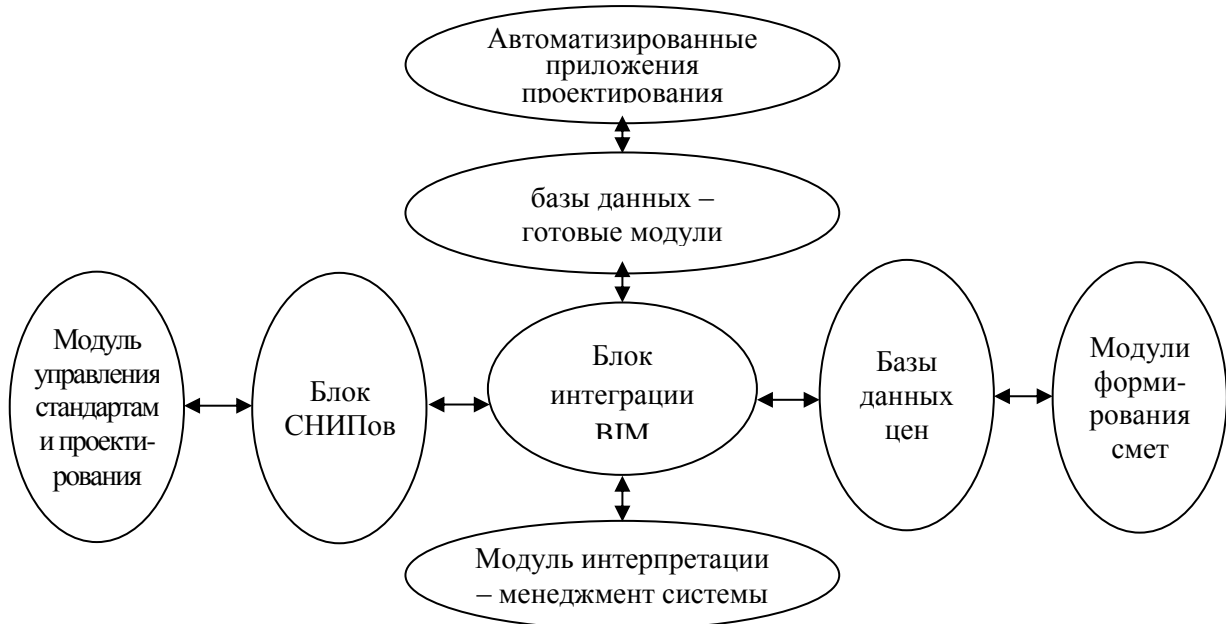 Автоматизированные
приложения
проектирования
базы данных –
готовые модули
Модуль
управления
стандартам
и проекти-
рования
Блок
СНИПов
Блок
интеграции
BIM
Базы
данных
цен
Модули
форми-
рования
смет
Модуль интерпретации
– менеджмент системы